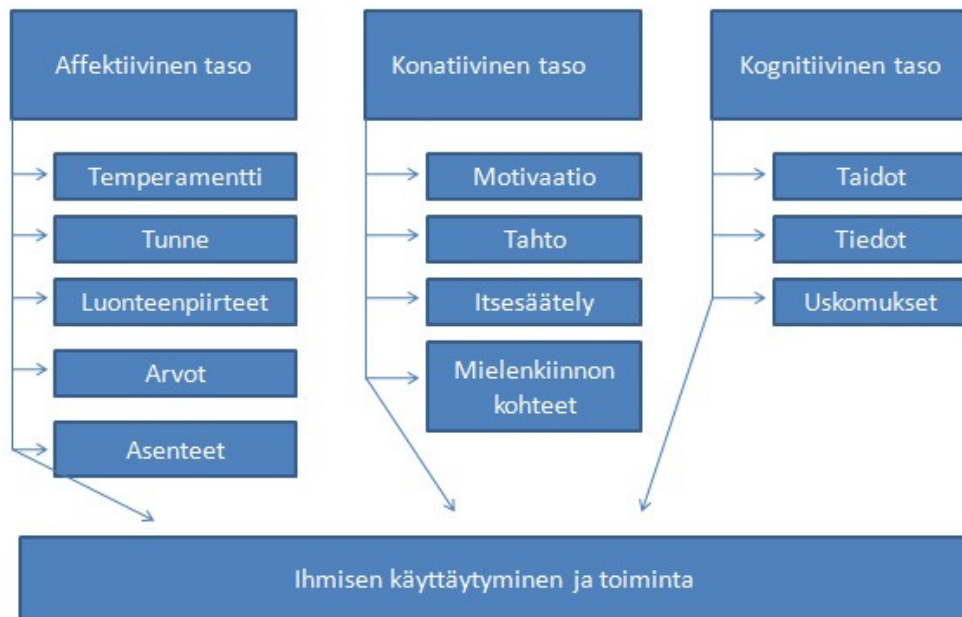 Affektiivinen taso
Temperamentti
Tunne
Luonteenpiirteet
Arvot
Asenteet
Konatiivinen taso
Motivaatio
Tahto
Itsesäätely
Mielenkiinnon
kohteet
Kognitiivinen taso
Taidot
Tiedot
Uskomukset
Ihmisen käyttäytyminen ja toiminta